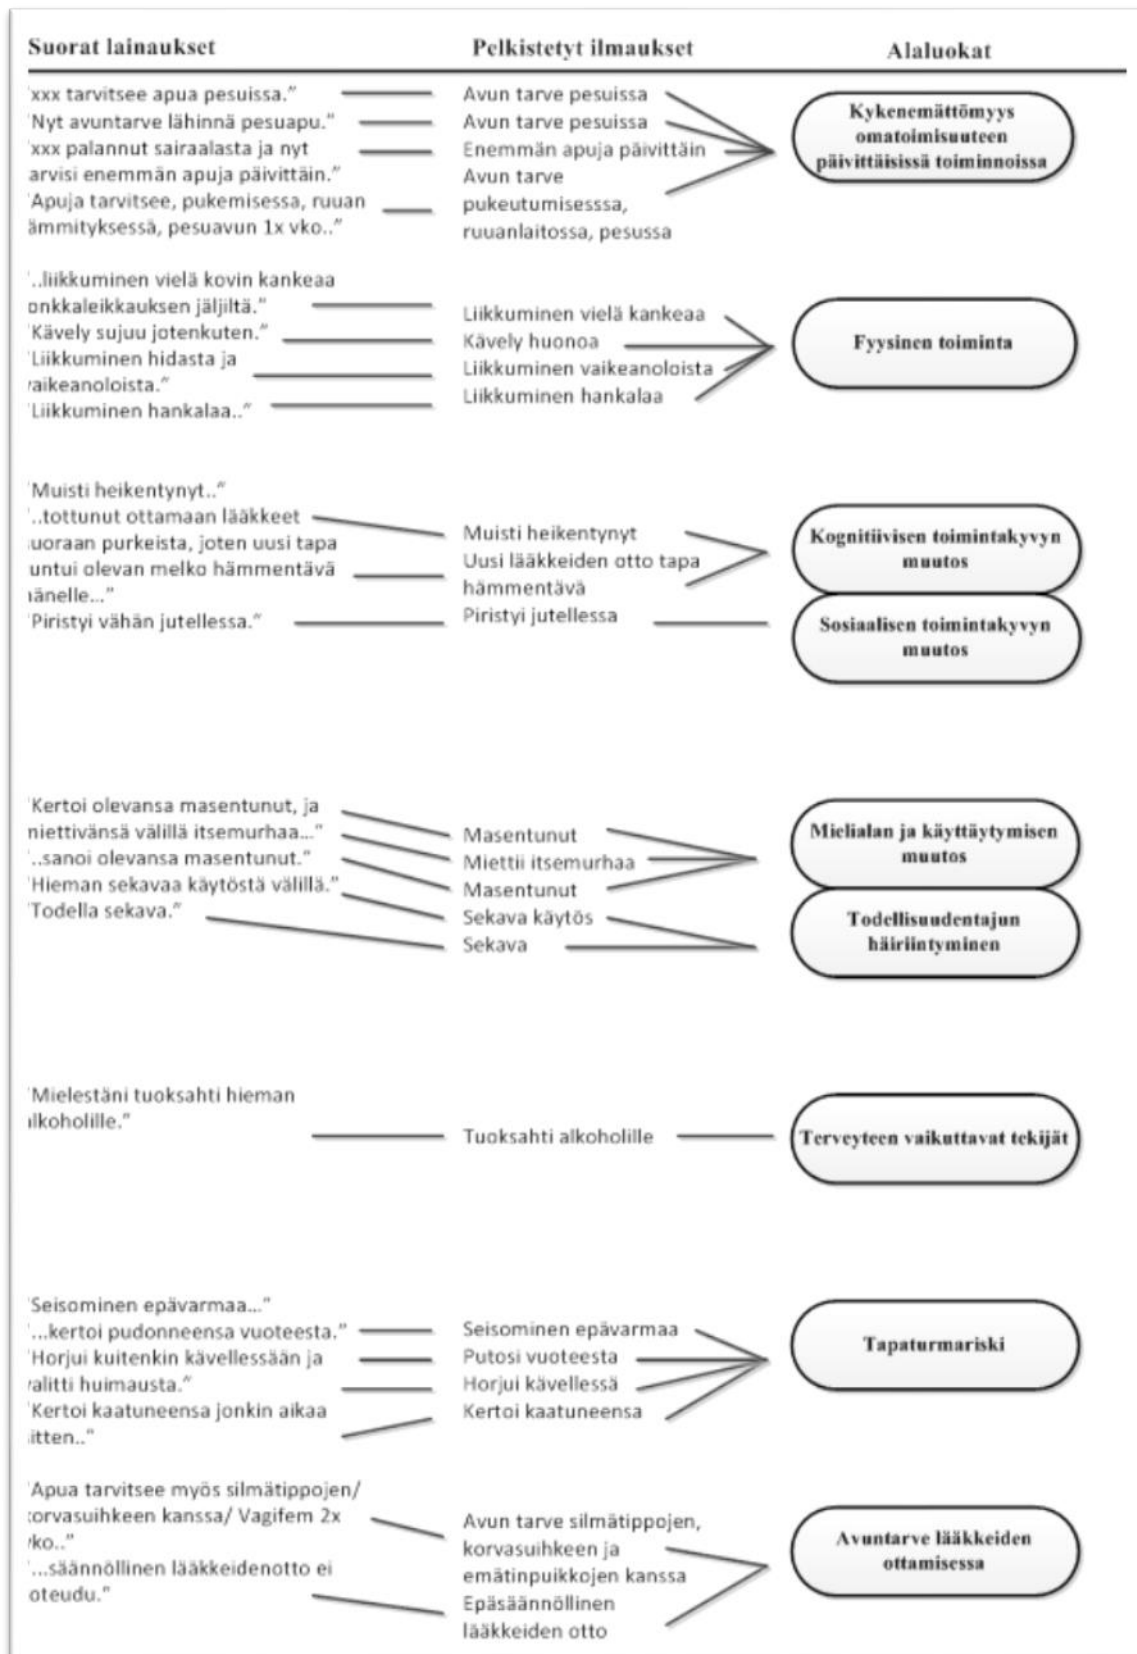 Suorat lainaukset
Pelkistetyt ilmaukset
Alaluokat
"xxx tarvitsee apua pesuissa."
"Nyt avuntarve lähinnä pesuapu."
"xxx palannut sairaalasta ja nyt
arvisi enemmän apuja päivittäin."
"Apuja tarvitsee, pukemisessa, ruuan
ämmityksessä, pesuavun 1x vko.."
Avun tarve pesuissa
Avun tarve pesuissa
Enemmän apuja päivittäin
Avun tarve
pukeutumisesssa,
ruuanlaitossa, pesussa
Kykenemättömyys
omatoimisuuteen
päivittäisissä toiminnoissa
"..liikkuminen vielä kovin kankeaa
onkkaleikkauksen jäljiltä."
"Kävely sujuu jotenkuten."
"Liikkuminen hidasta ja
vaikeanoloista."
"Liikkuminen hankalaa.."
Liikkuminen vielä kankeaa
Kävely huonoa
Liikkuminen vaikeanoloista
Liikkuminen hankalaa
Fyysinen toiminta
"Muisti heikentynyt.."
"..tottunut ottamaan lääkkeet
uoraan purkeista, joten uusi tapa
untui olevan melko hämmentävä
hänelle..."
"Piristyi vähän jutellessa."
Muisti heikentynyt
Uusi lääkkeiden otto tapa
hämmentävä
Piristyi jutellessa
Kognitiivisen toimintakyvyn
muutos
Sosiaalisen toimintakyvyn
muutos
"Kertoi olevansa masentunut, ja
miettivänsä välillä itsemurhaa..."
"..sanoi olevansa masentunut."
"Hieman sekavaa käytöstä välillä."
"Todella sekava."
Masentunut
Miettii itsemurhaa
Masentunut
Sekava käytös
Sekava
Mielialan ja käyttäytymisen
muutos
Todellisuudentajun
häiriintyminen
"Mielestäni tuoksahti hieman
alkoholille."
Tuoksahti alkoholille
Terveyteen vaikuttavat tekijät
"Seisominen epävarmaa..."
"...kertoi pudonneensa vuoteesta."
"Horjui kuitenkin kävellessään ja
valitti huimausta."
"Kertoi kaatuneensa jonkin aikaa
itten.."
Seisominen epävarmaa
Putosi vuoteesta
Horjui kävellessä
Kertoi kaatuneensa
Tapaturmariski
"Apua tarvitsee myös silmätippojen/
korvasuihkeen kanssa/ Vagifem 2x
vko.."
"...säännöllinen lääkkeidenotto ei
oteudu."
Avun tarve silmätippojen,
korvasuihkeen ja
emätinpuikkojen kanssa
Epäsäännöllinen
lääkkeiden otto
Avuntarve lääkkeiden
ottamisessa